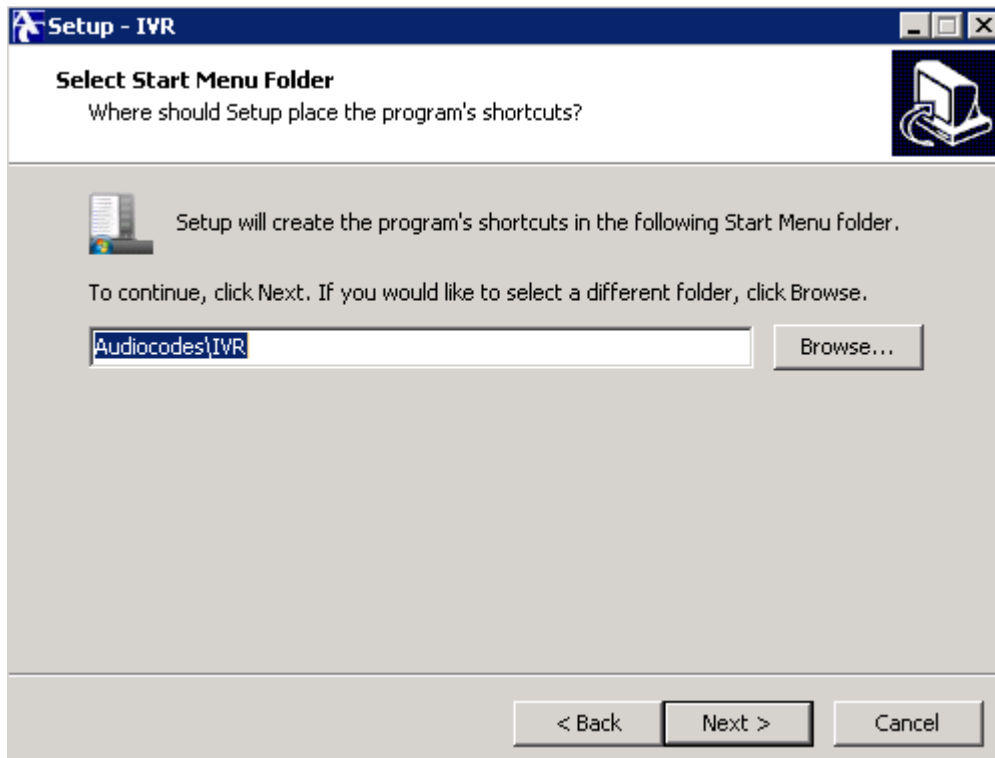 Setup - IVR
Select Start Menu Folder
Where should Setup place the program's shortcuts?
Setup will create the program's shortcuts in the following Start Menu folder.
To continue, click Next. If you would like to select a different folder, click Browse.
Audiocodes\IVR
Browse...
< Back
Next >
Cancel